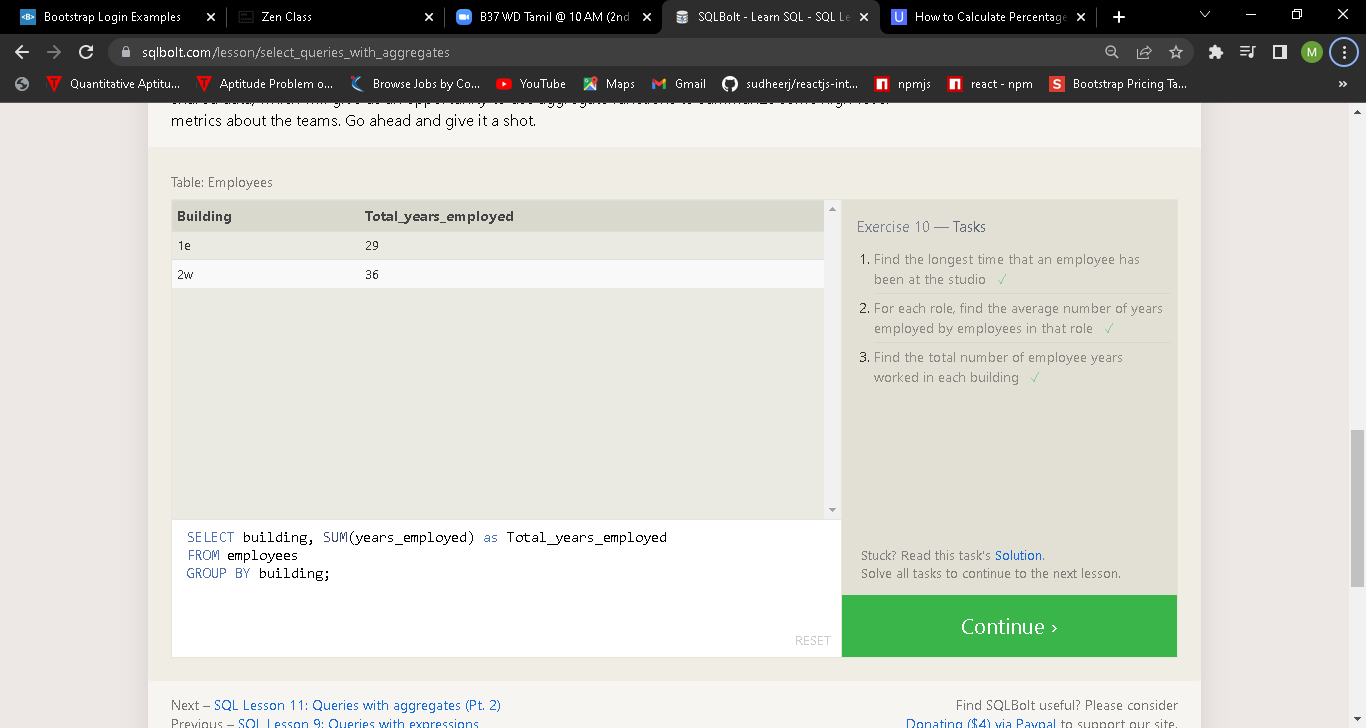 Bootstrap Login Examples
Zen Class
B37 WD Tamil @ 10 AM (2nd
SQLBolt - Learn SQL - SQL Le
How to Calculate Percentage
sqlbolt.com/lesson/select_queries_with_aggregates
M
Quantitative Aptitu...
Aptitude Problem o...
Browse Jobs by Co...
YouTube
Maps
Gmail
sudheerj/reactjs-int...
npmjs
react - npm
Bootstrap Pricing Ta...
»
metrics about the teams. Go ahead and give it a shot.
Table: Employees
Building Total_years_employed
1e 29
2w 36
Exercise 10 — Tasks
1. Find the longest time that an employee has
been at the studio ✓
2. For each role, find the average number of years
employed by employees in that role ✓
3. Find the total number of employee years
worked in each building ✓
SELECT building, SUM(years_employed) as Total_years_employed
FROM employees
GROUP BY building;
RESET
Stuck? Read this task's Solution.
Solve all tasks to continue to the next lesson.
Continue ›
Next – SQL Lesson 11: Queries with aggregates (Pt. 2)
Previous – SQL Lesson 9: Queries with expressions
Find SQLBolt useful? Please consider
Donating ($4) via Paypal to support our site.